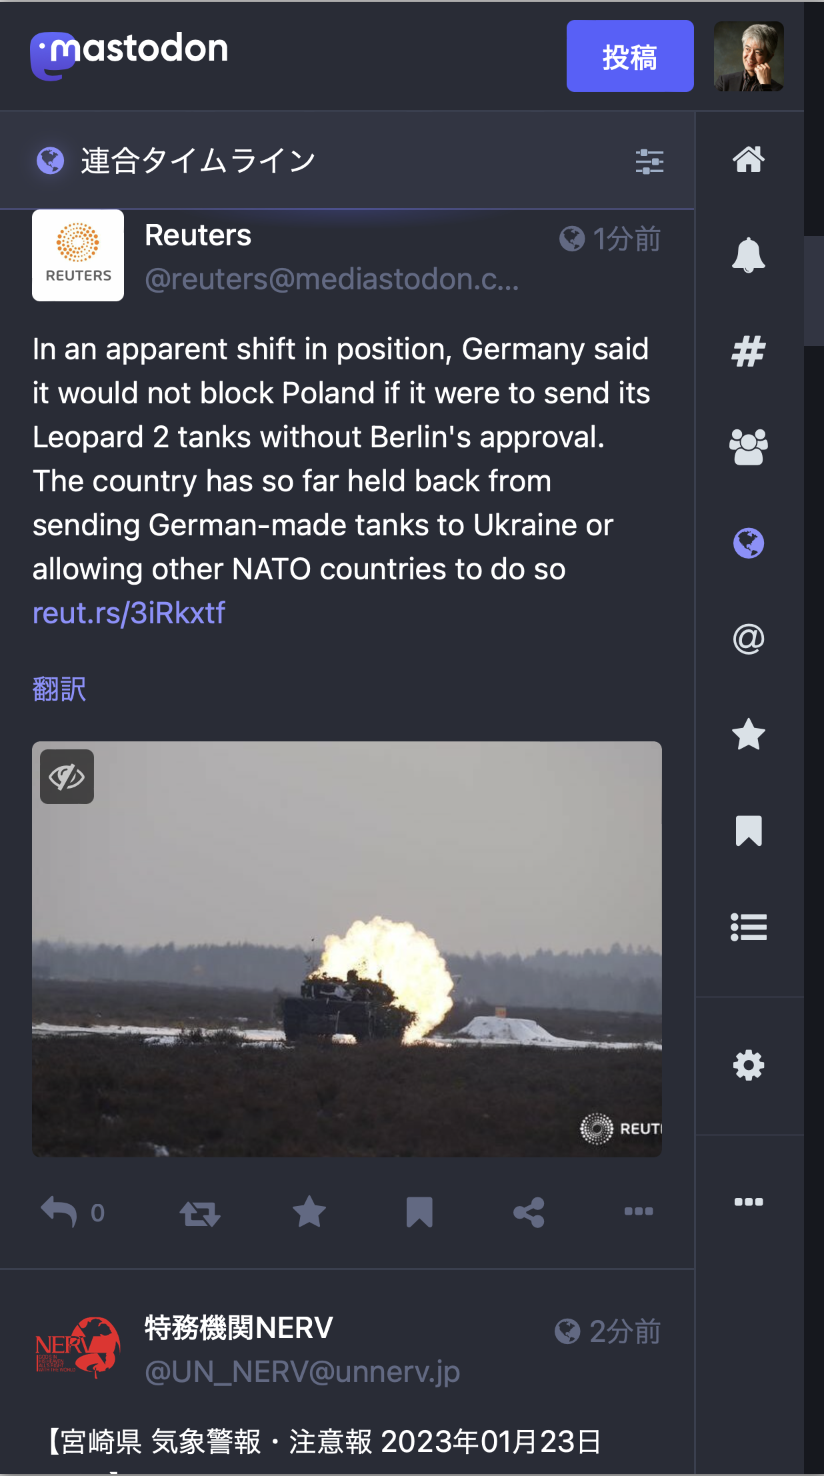 mastodon
投稿
連合タイムライン
Reuters
1分前
REUTERS
@reuters@mediastodon.c...
In an apparent shift in position, Germany said
it would not block Poland if it were to send its
Leopard 2 tanks without Berlin's approval.
The country has so far held back from
sending German-made tanks to Ukraine or
allowing other NATO countries to do so
reut.rs/3iRkxtf
翻訳
REUT
0
特務機関NERV
2分前
NERV
@UN_NERV@unnerv.jp
【宮崎県 気象警報・注意報 2023年01月23日